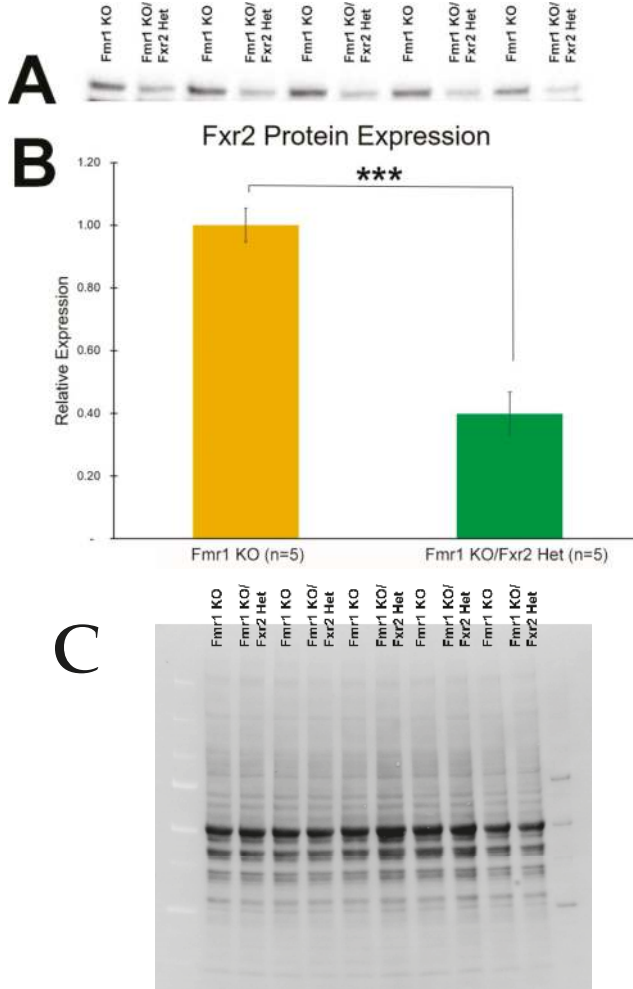 A
Fmr1 KO
Fmr1 KO/
Fxr2 Het
Fmr1 KO
Fmr1 KO/
Fxr2 Het
Fmr1 KO
Fmr1 KO/
Fxr2 Het
Fmr1 KO
Fmr1 KO/
Fxr2 Het
Fmr1 KO
Fmr1 KO/
Fxr2 Het
B
Fxr2 Protein Expression
Relative Expression
1.20
1.00
0.80
0.60
0.40
0.20
-
***
Fmr1 KO (n=5)
Fmr1 KO/Fxr2 Het (n=5)
C
Fmr1 KO
Fmr1 KO/
Fxr2 Het
Fmr1 KO
Fmr1 KO/
Fxr2 Het
Fmr1 KO
Fmr1 KO/
Fxr2 Het
Fmr1 KO
Fmr1 KO/
Fxr2 Het
Fmr1 KO
Fmr1 KO/
Fxr2 Het